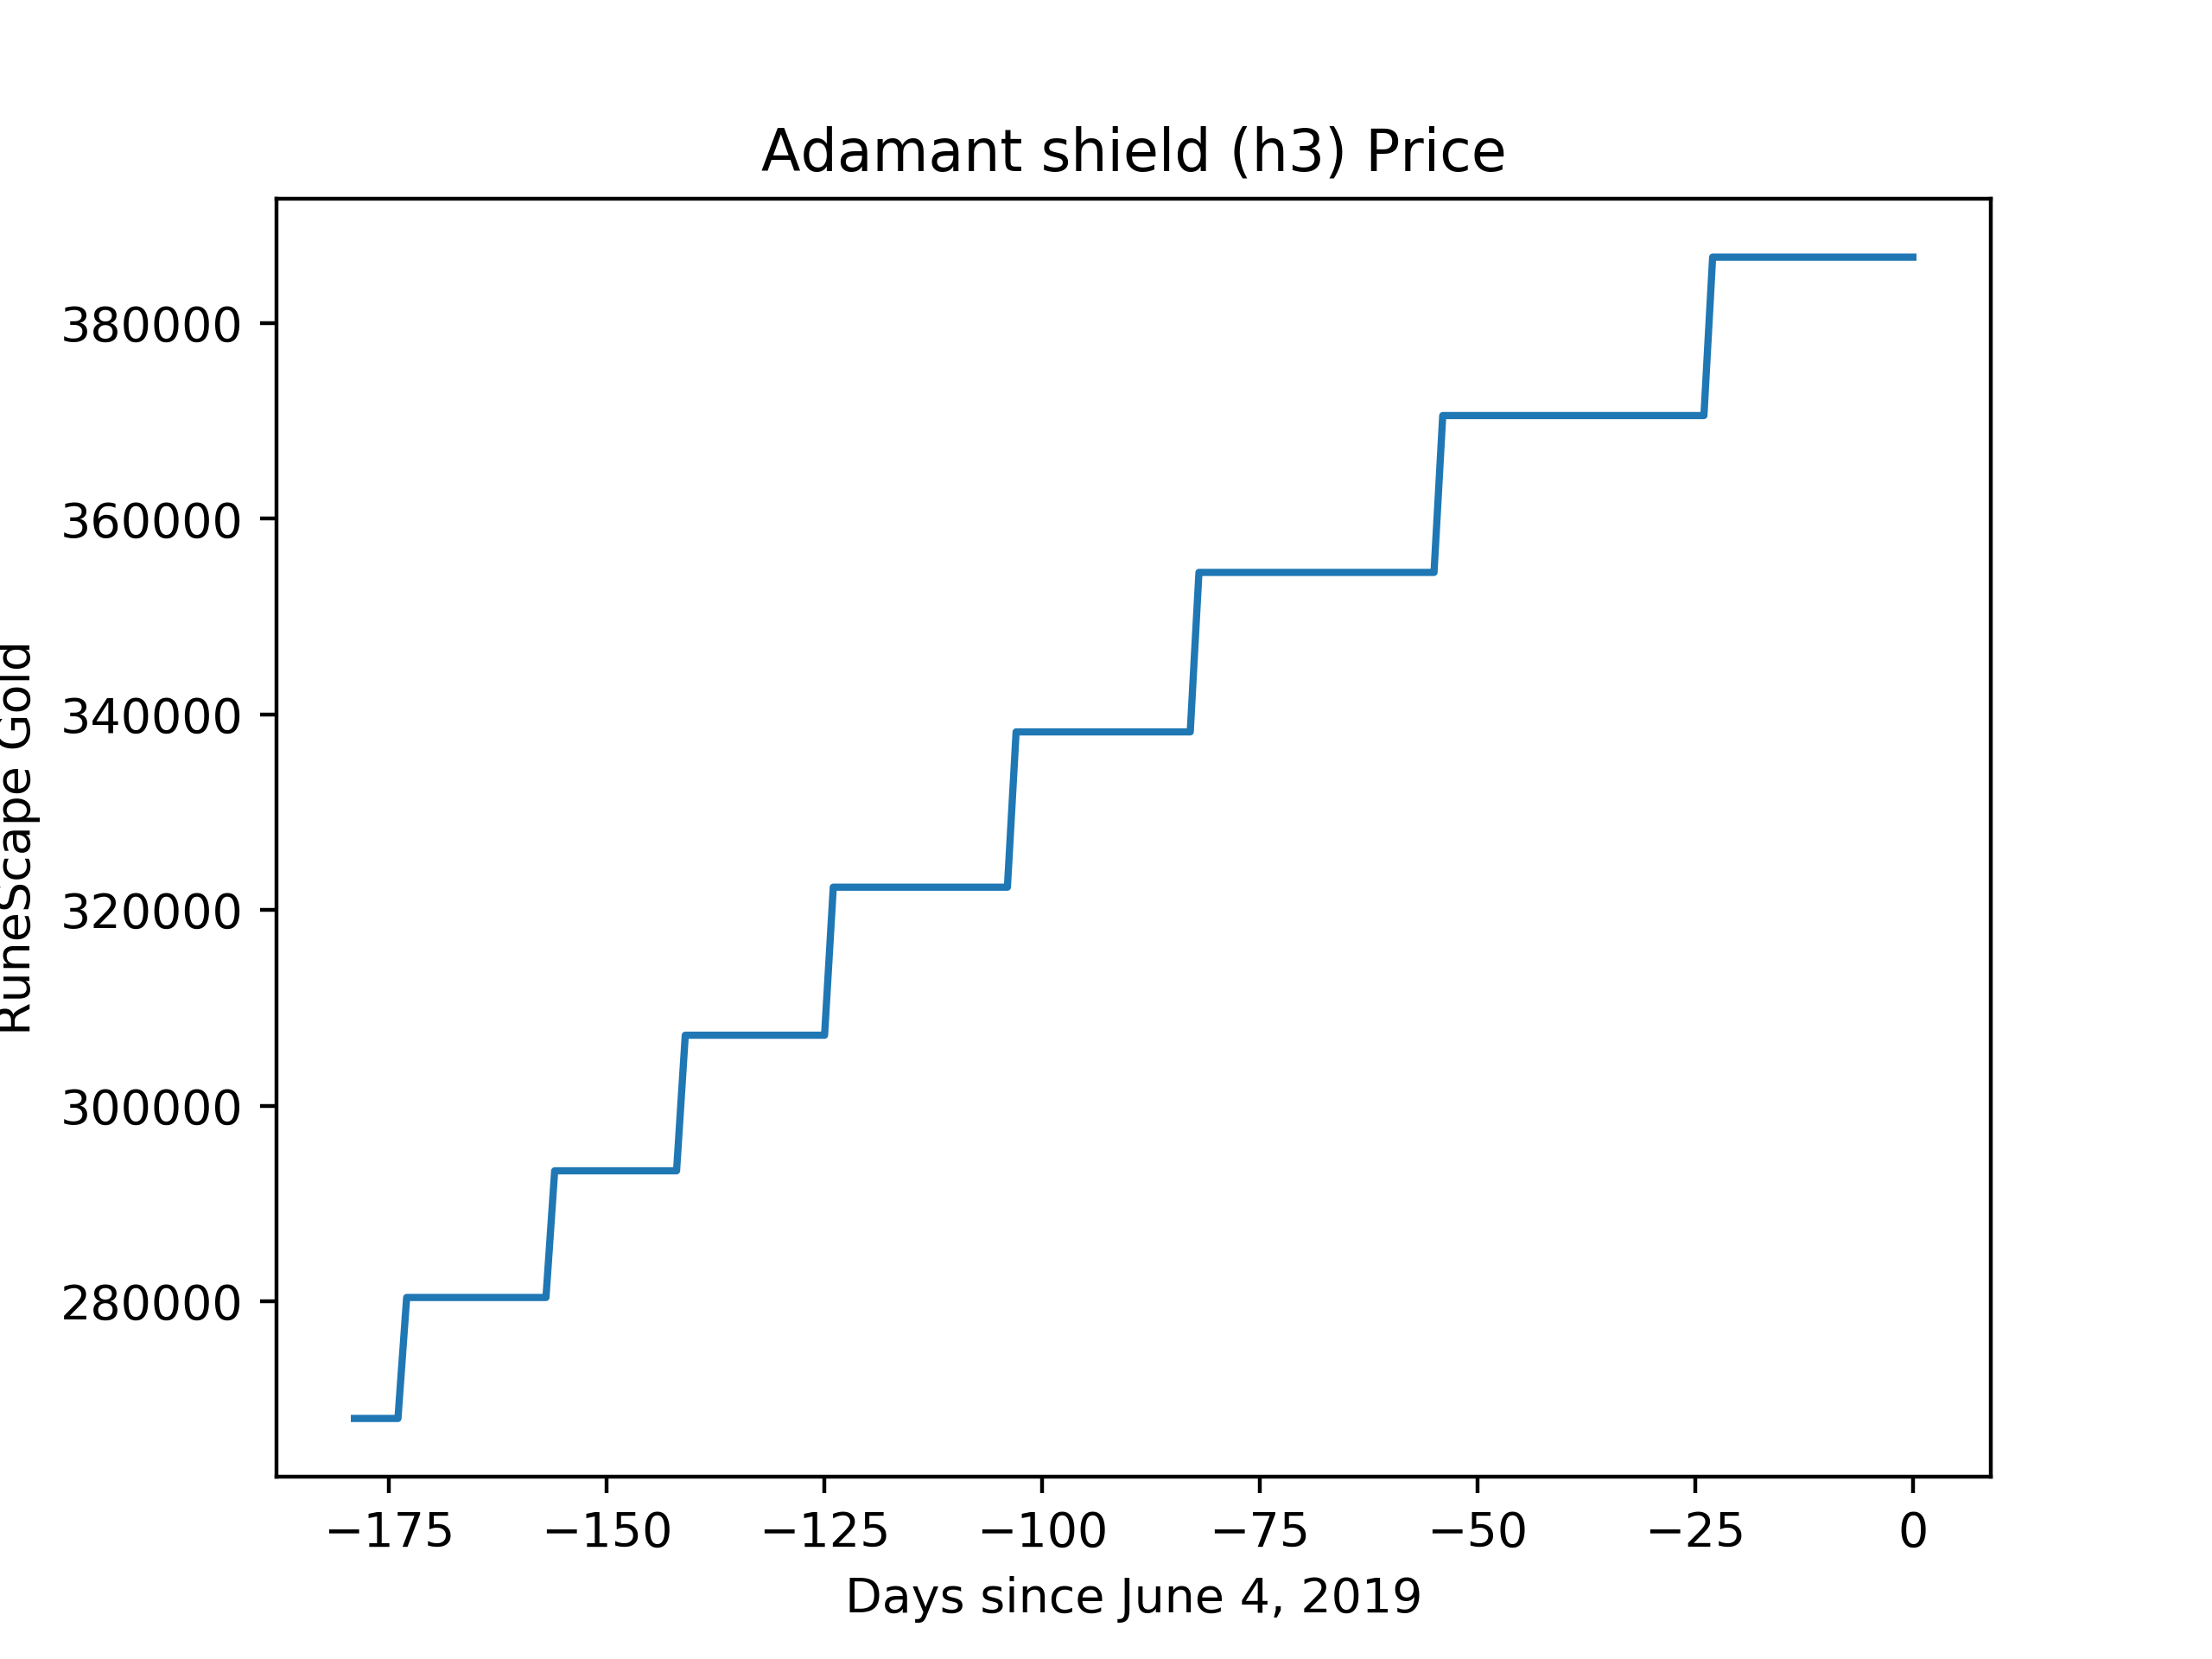 Adamant shield (h3) Price
RuneScape Gold
380000
360000
340000
320000
300000
280000
−175 −150 −125 −100 −75 −50 −25 0
Days since June 4, 2019